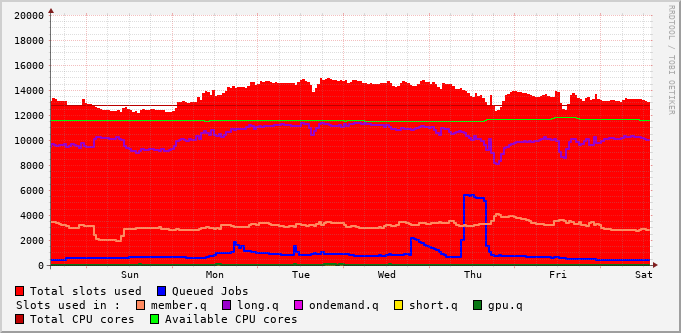 20000
18000
16000
14000
12000
10000
8000
6000
4000
2000
0
Sun Mon Tue Wed Thu Fri Sat
Total slots used Queued Jobs
Slots used in : member.q long.q ondemand.q short.q gpu.q
Total CPU cores Available CPU cores
RRDTOOL / TOBI OETIKER